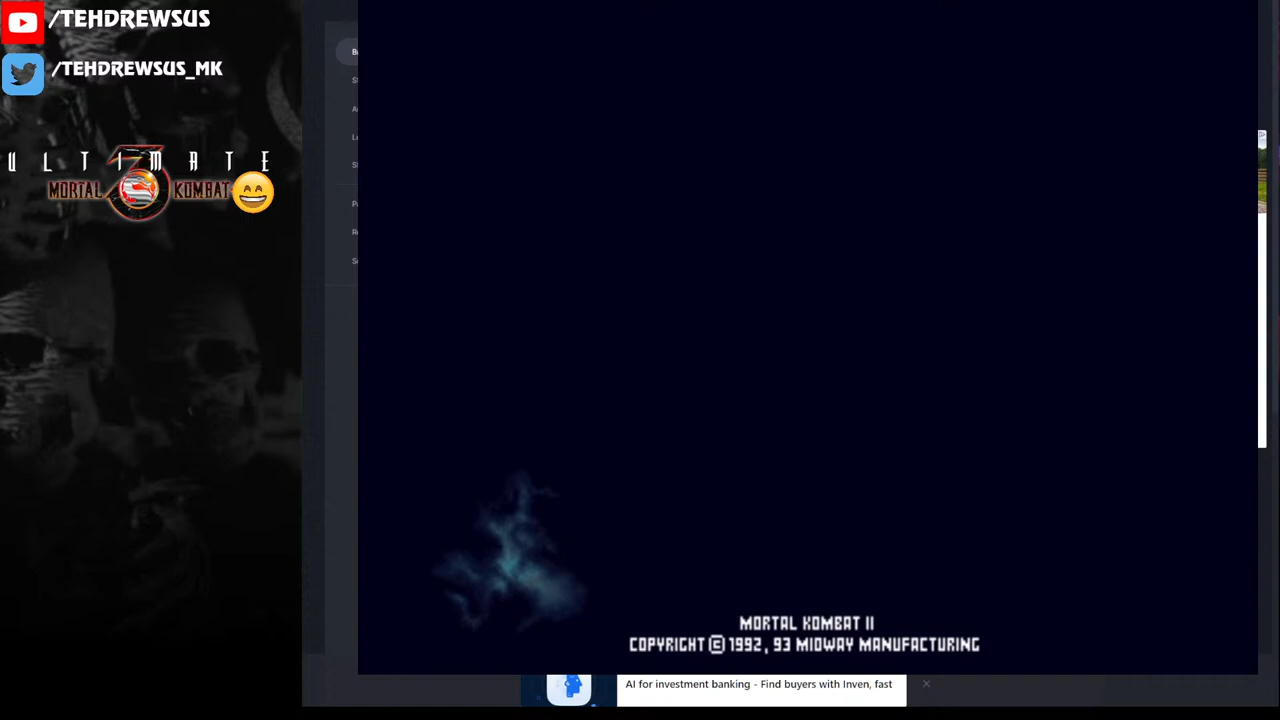 /TEHDREWSUS
/TEHDREWSUS_MK
ULTIMATE
MORTAL 3 KOMBAT
MORTAL KOMBAT II
COPYRIGHT © 1992, 93 MIDWAY MANUFACTURING
AI for investment banking - Find buyers with Inven, fast